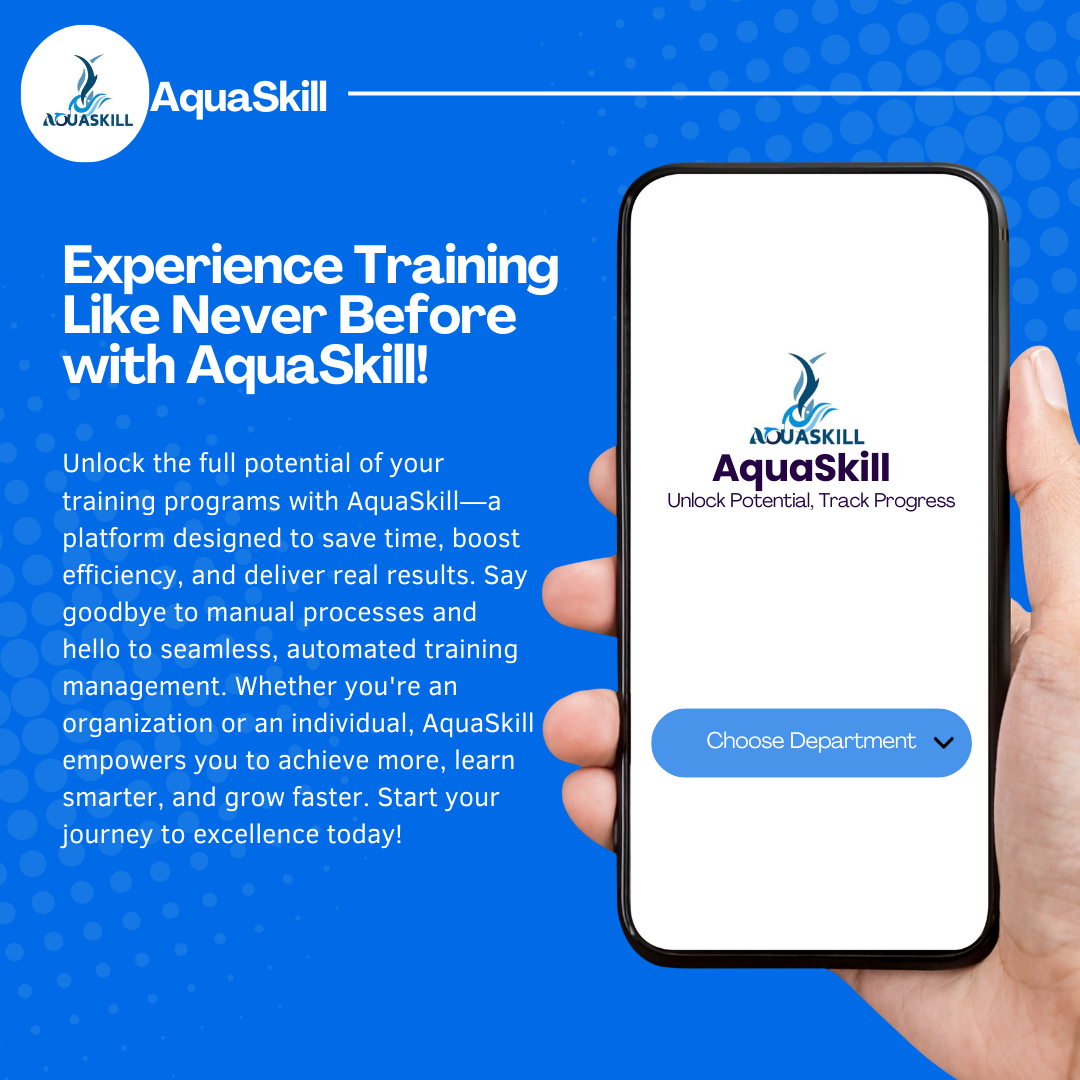 AQUASKILL
AquaSkill
Experience Training
Like Never Before
with AquaSkill!
Unlock the full potential of your
training programs with AquaSkill—a
platform designed to save time, boost
efficiency, and deliver real results. Say
goodbye to manual processes and
hello to seamless, automated training
management. Whether you're an
organization or an individual, AquaSkill
empowers you to achieve more, learn
smarter, and grow faster. Start your
journey to excellence today!
AQUASKILL
AquaSkill
Unlock Potential, Track Progress
Choose Department